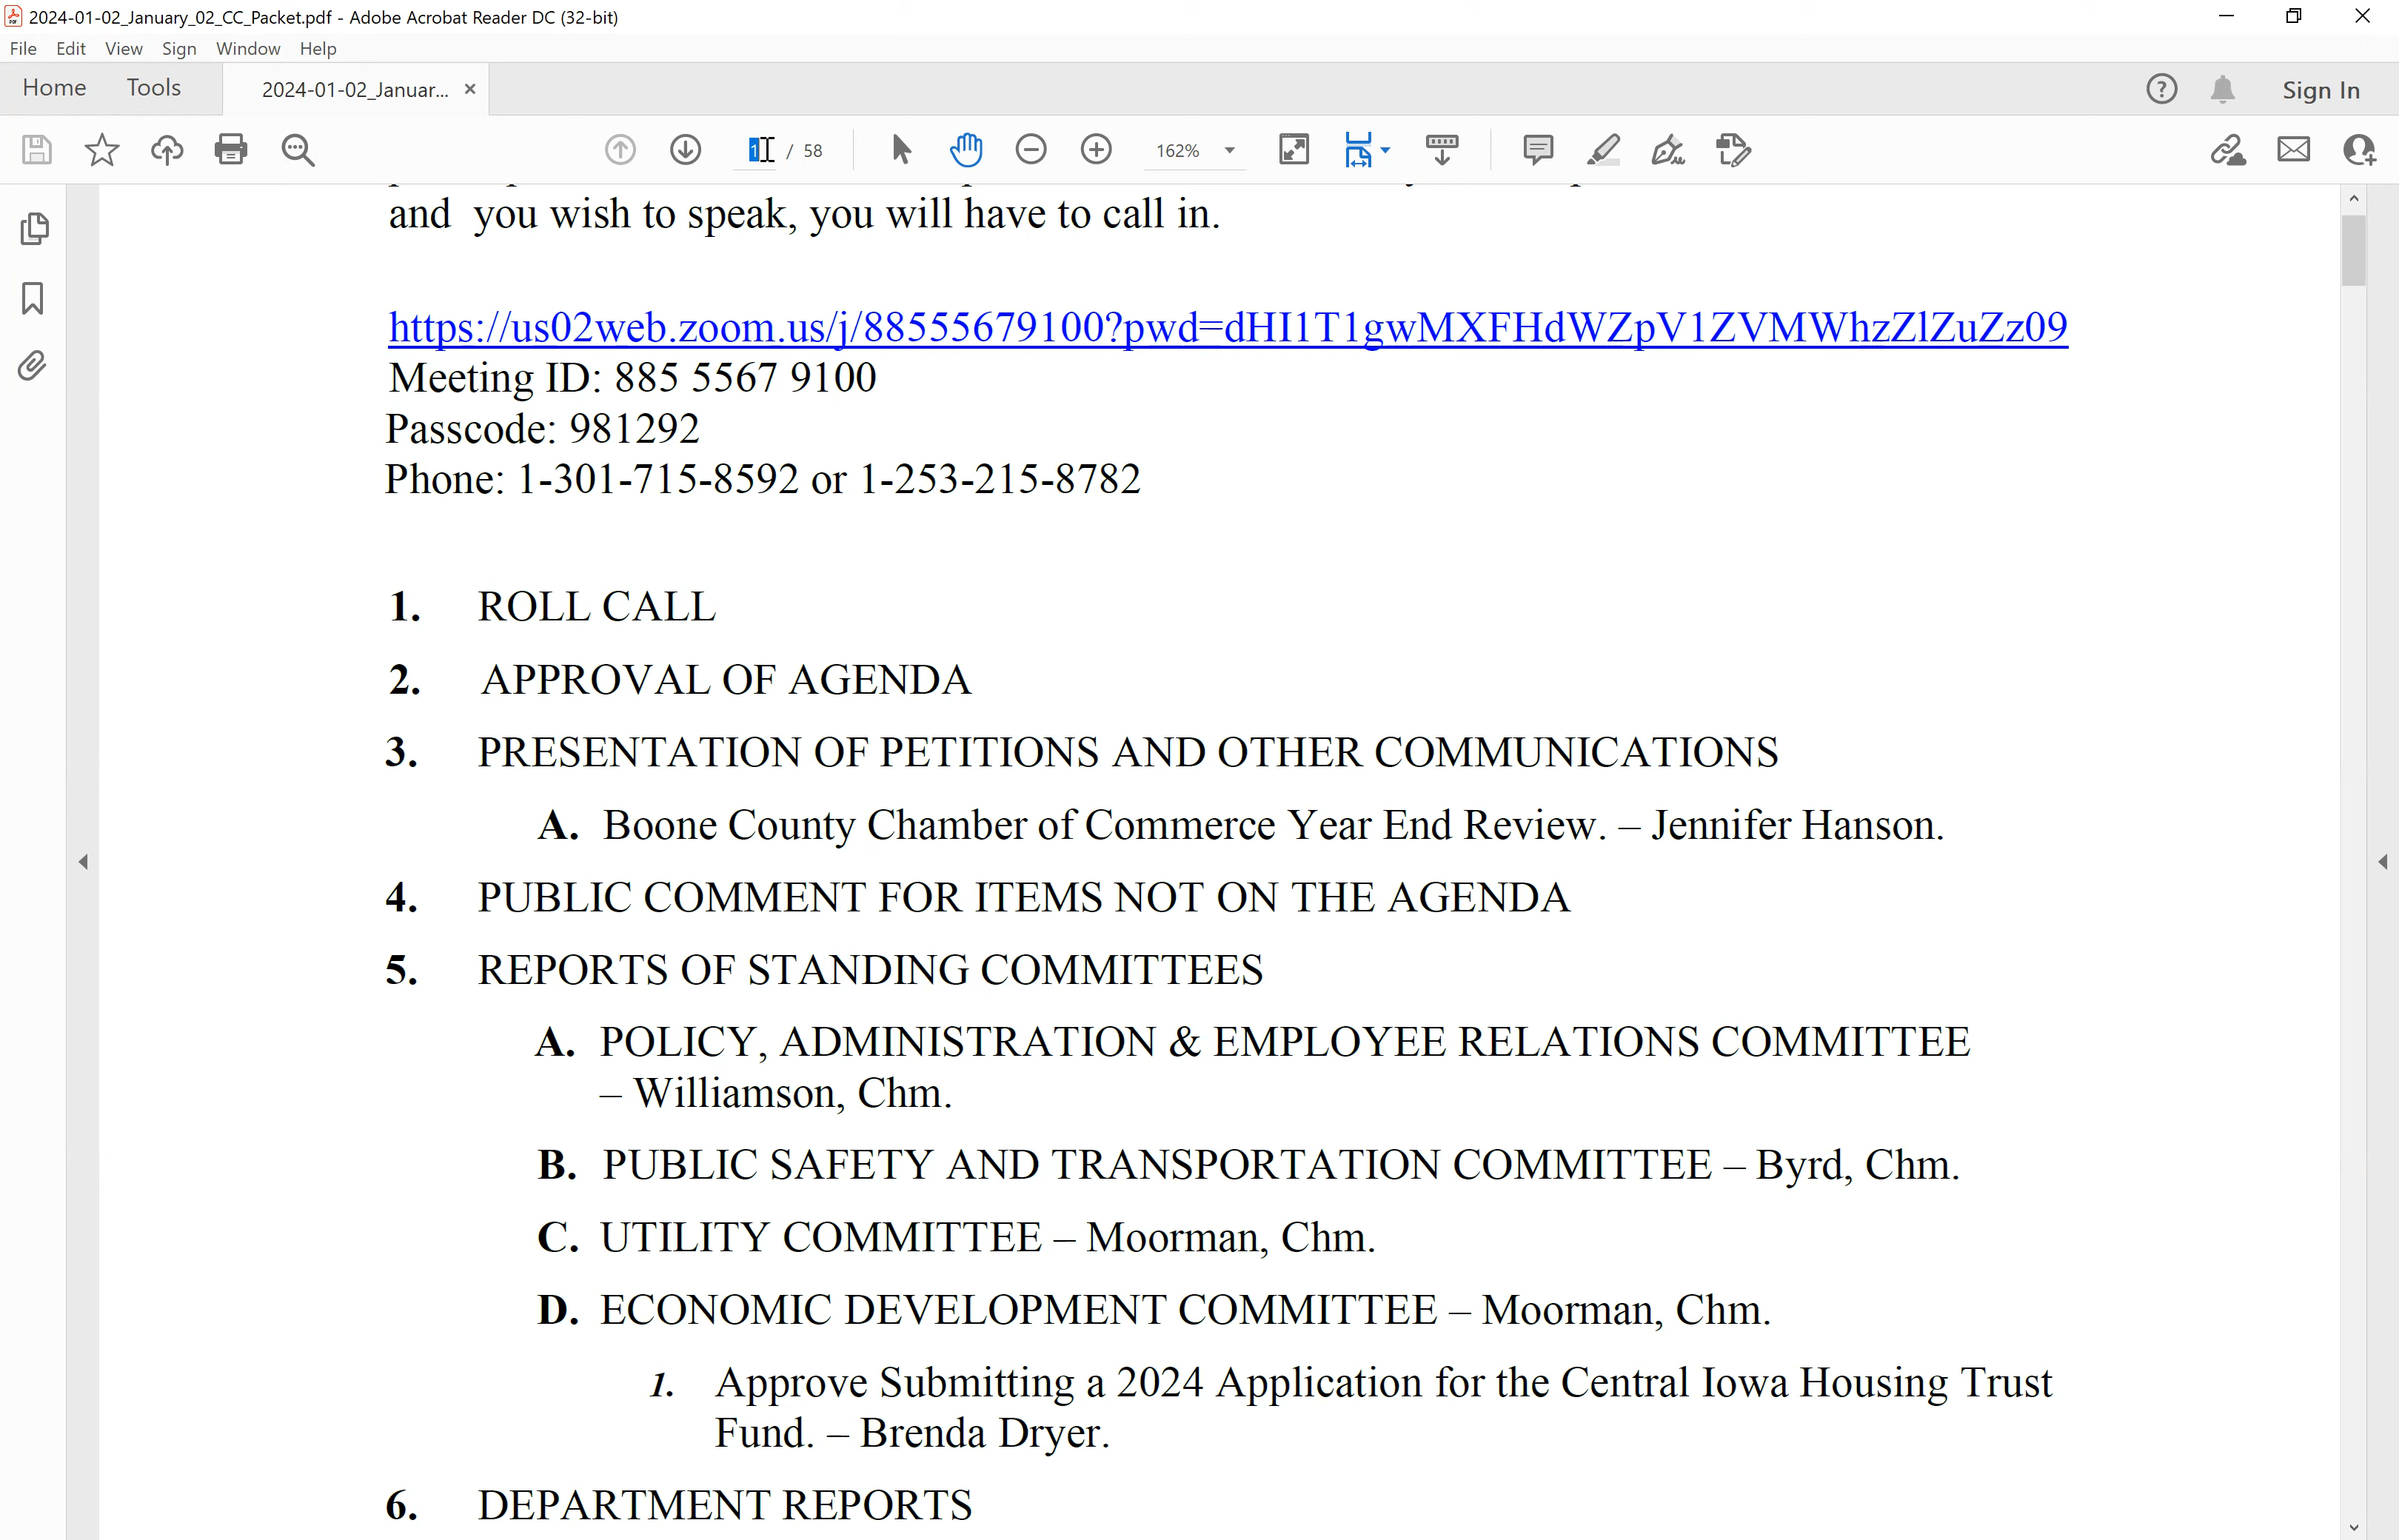 2024-01-02_January_02_CC_Packet.pdf - Adobe Acrobat Reader DC (32-bit)
File Edit View Sign Window Help
Home Tools 2024-01-02_Januar... ×
Sign In
1 / 58 162%
and you wish to speak, you will have to call in.
https://us02web.zoom.us/j/88555679100?pwd=dHI1T1gwMXFHdWZpV1ZVMWhzZlZuZz09
Meeting ID: 885 5567 9100
Passcode: 981292
Phone: 1-301-715-8592 or 1-253-215-8782
1. ROLL CALL
2. APPROVAL OF AGENDA
3. PRESENTATION OF PETITIONS AND OTHER COMMUNICATIONS
A. Boone County Chamber of Commerce Year End Review. – Jennifer Hanson.
4. PUBLIC COMMENT FOR ITEMS NOT ON THE AGENDA
5. REPORTS OF STANDING COMMITTEES
A. POLICY, ADMINISTRATION & EMPLOYEE RELATIONS COMMITTEE
– Williamson, Chm.
B. PUBLIC SAFETY AND TRANSPORTATION COMMITTEE – Byrd, Chm.
C. UTILITY COMMITTEE – Moorman, Chm.
D. ECONOMIC DEVELOPMENT COMMITTEE – Moorman, Chm.
1. Approve Submitting a 2024 Application for the Central Iowa Housing Trust
Fund. – Brenda Dryer.
6. DEPARTMENT REPORTS